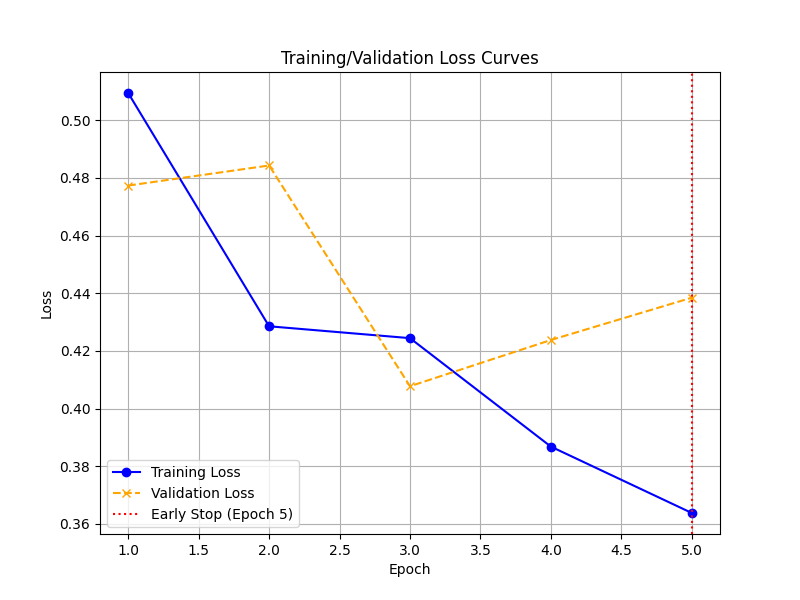 Training/Validation Loss Curves
Loss
0.50
0.48
0.46
0.44
0.42
0.40
0.38
0.36
Training Loss
Validation Loss
Early Stop (Epoch 5)
1.0 1.5 2.0 2.5 3.0 3.5 4.0 4.5 5.0
Epoch